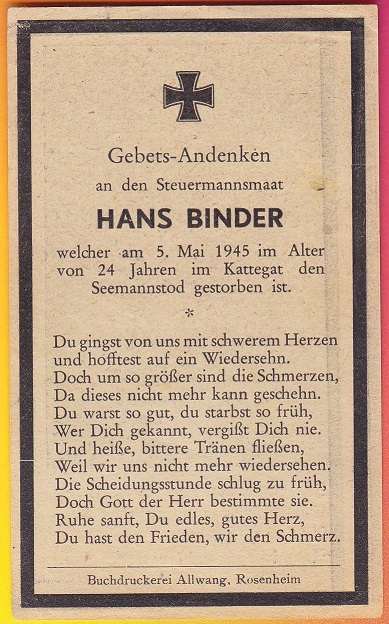 Gebets-Andenken
an den Steuermannsmaat
HANS BINDER
welcher am 5. Mai 1945 im Alter
von 24 Jahren im Kattegat den
Seemannstod gestorben ist.
*
Du gingst von uns mit schwerem Herzen
und hofftest auf ein Wiedersehn.
Doch um so größer sind die Schmerzen,
Da dieses nicht mehr kann geschehn.
Du warst so gut, du starbst so früh,
Wer Dich gekannt, vergißt Dich nie.
Und heiße, bittere Tränen fließen,
Weil wir uns nicht mehr wiedersehen.
Die Scheidungsstunde schlug zu früh,
Doch Gott der Herr bestimmte sie.
Ruhe sanft, Du edles, gutes Herz,
Du hast den Frieden, wir den Schmerz.
Buchdruckerei Allwang, Rosenheim